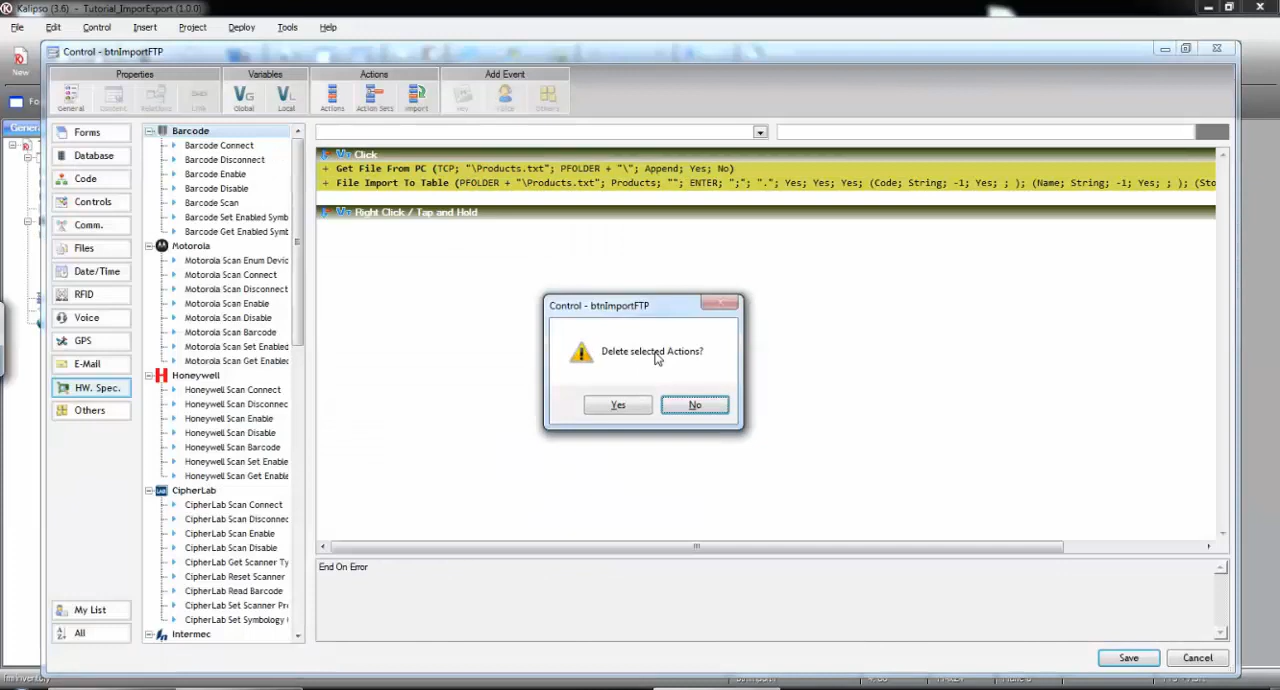 Kalipso (3.6) - Tutorial_ImporExport (1.0.0)
File Edit Control Insert Project Deploy Tools Help
New
Control - btnImportFTP
Properties Variables Actions Add Event
General Global Local Actions Action Sets Import
Forms
Database
Code
Controls
Comm.
Files
Date/Time
RFID
Voice
GPS
E-Mail
HW. Spec.
Others
My List
All
Barcode
Barcode Connect
Barcode Disconnect
Barcode Enable
Barcode Disable
Barcode Scan
Barcode Set Enabled Symb
Barcode Get Enabled Symb
Motorola
Motorola Scan Enum Devic
Motorola Scan Connect
Motorola Scan Disconnect
Motorola Scan Enable
Motorola Scan Disable
Motorola Scan Barcode
Motorola Scan Set Enabled
Motorola Scan Get Enabled
Honeywell
Honeywell Scan Connect
Honeywell Scan Disconnec
Honeywell Scan Enable
Honeywell Scan Disable
Honeywell Scan Barcode
Honeywell Scan Set Enable
Honeywell Scan Get Enable
CipherLab
CipherLab Scan Connect
CipherLab Scan Disconnec
CipherLab Scan Enable
CipherLab Scan Disable
CipherLab Get Scanner Ty
CipherLab Reset Scanner
CipherLab Read Barcode
CipherLab Set Scanner Pr
CipherLab Set Symbology
Intermec
Click
+ Get File From PC (TCP; "\Products.txt"; PFOLDER + "\"; Append; Yes; No)
+ File Import To Table (PFOLDER + "\Products.txt"; Products; ""; ENTER; ";"; "."; Yes; Yes; Yes; (Code; String; -1; Yes; ; ); (Name; String; -1; Yes; ; ); (Sto
Right Click / Tap and Hold
Control - btnImportFTP
Delete selected Actions?
Yes No
End On Error
Save Cancel